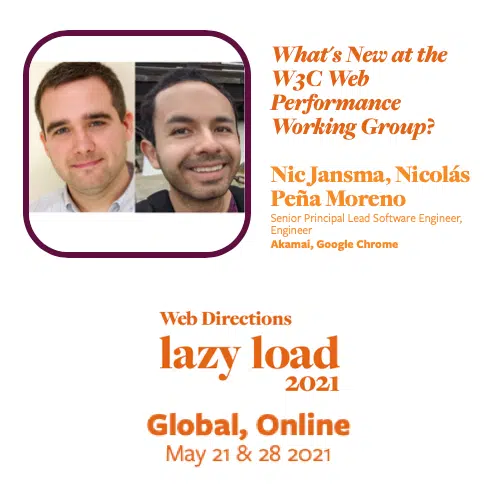 What's New at the
W3C Web
Performance
Working Group?
Nic Jansma, Nicolás
Peña Moreno
Senior Principal Lead Software Engineer,
Engineer
Akamai, Google Chrome
Web Directions
lazy load
2021
Global, Online
May 21 & 28 2021